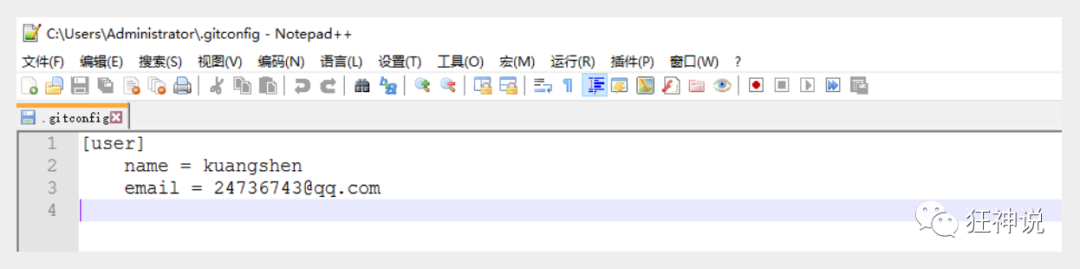 C:\Users\Administrator\.gitconfig - Notepad++
文件(F) 编辑(E) 搜索(S) 视图(V) 编码(N) 语言(L) 设置(T) 工具(O) 宏(M) 运行(R) 插件(P) 窗口(W) ?
.gitconfig
1 [user]
2 name = kuangshen
3 email = 24736743@qq.com
4
狂神说